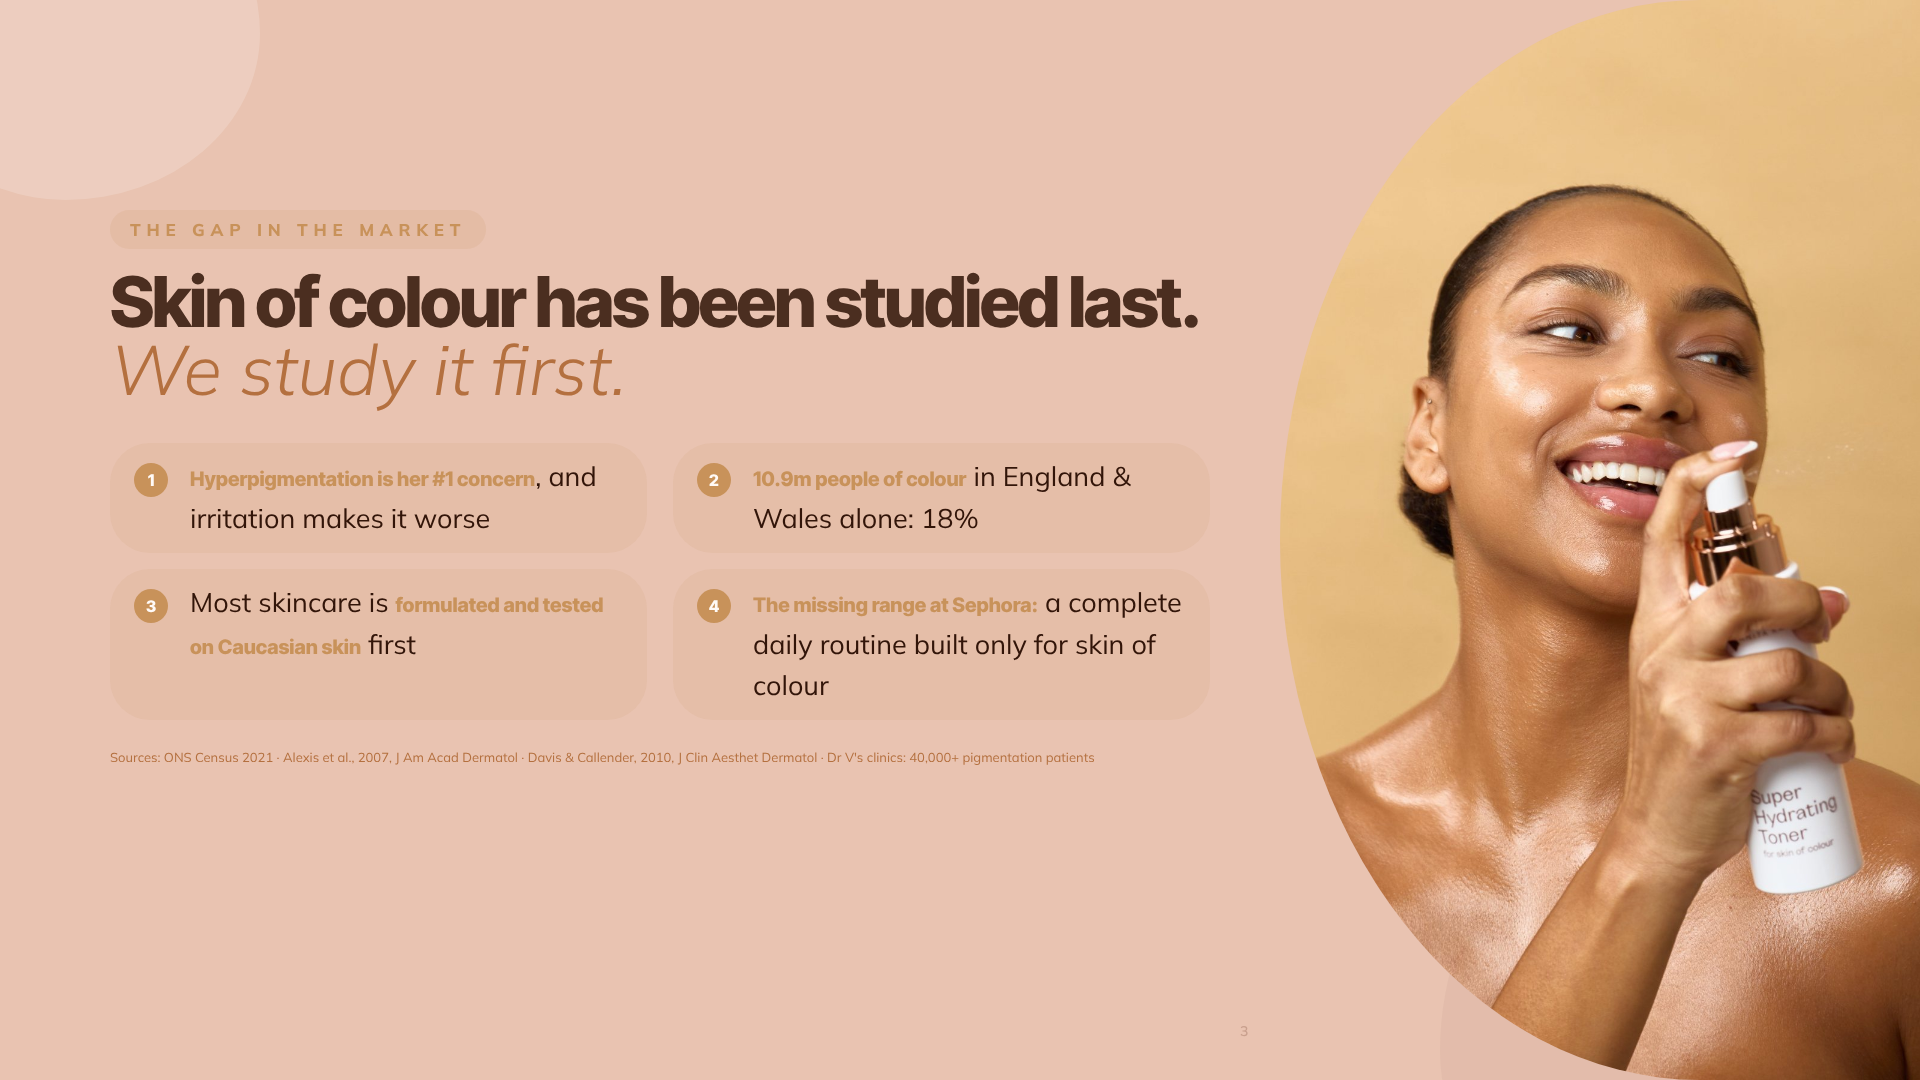 THE GAP IN THE MARKET
Skin of colour has been studied last.
We study it first.
1
Hyperpigmentation is her #1 concern, and
irritation makes it worse
2
10.9m people of colour in England &
Wales alone: 18%
3
Most skincare is formulated and tested
on Caucasian skin first
4
The missing range at Sephora: a complete
daily routine built only for skin of
colour
Sources: ONS Census 2021 · Alexis et al., 2007, J Am Acad Dermatol · Davis & Callender, 2010, J Clin Aesthet Dermatol · Dr V's clinics: 40,000+ pigmentation patients
Super
Hydrating
Toner
for skin of colour
3